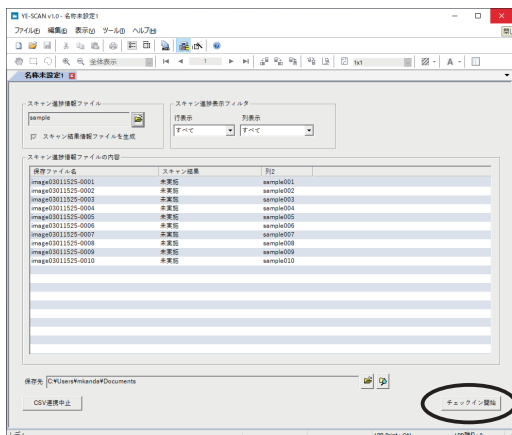 YE-SCAN v1.0 - 名称未設定1
ファイル(F) 編集(E) 表示(V) ツール(T) ヘルプ(H)
全体表示 1 1x1 A
名称未設定1
スキャン進捗情報ファイル
sample
スキャン結果情報ファイルを生成
スキャン進捗表示フィルタ
行表示 列表示
すべて すべて
スキャン進捗情報ファイルの内容
保存ファイル名 スキャン結果 列2
image03011525-0001 未実施 sample001
image03011525-0002 未実施 sample002
image03011525-0003 未実施 sample003
image03011525-0004 未実施 sample004
image03011525-0005 未実施 sample005
image03011525-0006 未実施 sample006
image03011525-0007 未実施 sample007
image03011525-0008 未実施 sample008
image03011525-0009 未実施 sample009
image03011525-0010 未実施 sample010
保存先 C:¥Users¥mkanda¥Documents
CSV連携中止 チェックイン開始